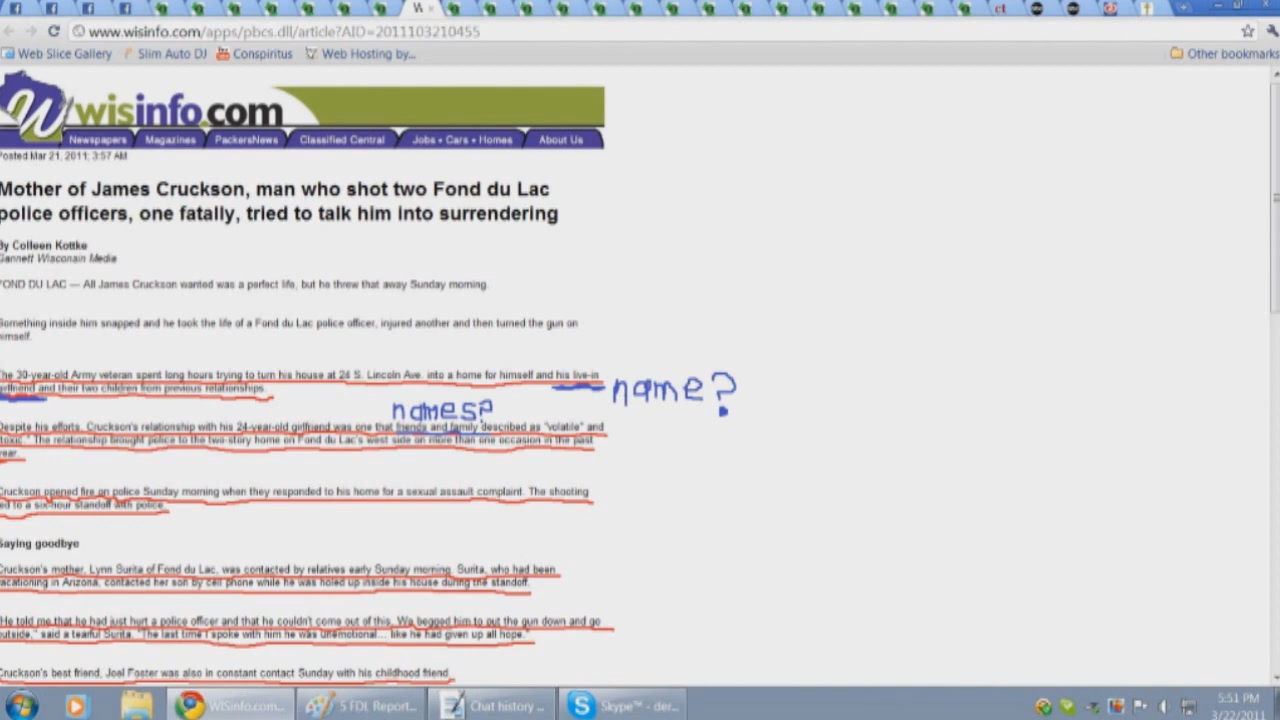 www.wisinfo.com/apps/pbcs.dll/article?AID=2011103210455
Web Slice Gallery Slim Auto DJ Conspiritus Web Hosting by... Other bookmarks
W wisinfo.com
Newspapers Magazines PackersNews Classified Central Jobs • Cars • Homes About Us
Posted Mar 21, 2011; 3:57 AM
Mother of James Cruckson, man who shot two Fond du Lac
police officers, one fatally, tried to talk him into surrendering
By Colleen Kottke
Gannett Wisconsin Media
FOND DU LAC — All James Cruckson wanted was a perfect life, but he threw that away Sunday morning.
Something inside him snapped and he took the life of a Fond du Lac police officer, injured another and then turned the gun on
himself.
The 30-year-old Army veteran spent long hours trying to turn his house at 24 S. Lincoln Ave. into a home for himself and his live-in
girlfriend and their two children from previous relationships.
name?
names?
Despite his efforts, Cruckson's relationship with his 24-year-old girlfriend was one that friends and family described as "volatile" and
"toxic." The relationship brought police to the two-story home on Fond du Lac's west side on more than one occasion in the past
year.
Cruckson opened fire on police Sunday morning when they responded to his home for a sexual assault complaint. The shooting
led to a six-hour standoff with police.
Saying goodbye
Cruckson's mother, Lynn Surita of Fond du Lac, was contacted by relatives early Sunday morning. Surita, who had been
vacationing in Arizona, contacted her son by cell phone while he was holed up inside his house during the standoff.
"He told me that he had just hurt a police officer and that he couldn't come out of this. We begged him to put the gun down and go
outside," said a tearful Surita. "The last time I spoke with him he was unemotional... like he had given up all hope."
Cruckson's best friend, Joel Foster was also in constant contact Sunday with his childhood friend.
WISinfo.com... 5 FDL Report... Chat history ... Skype™ - der... 5:51 PM
3/22/2011